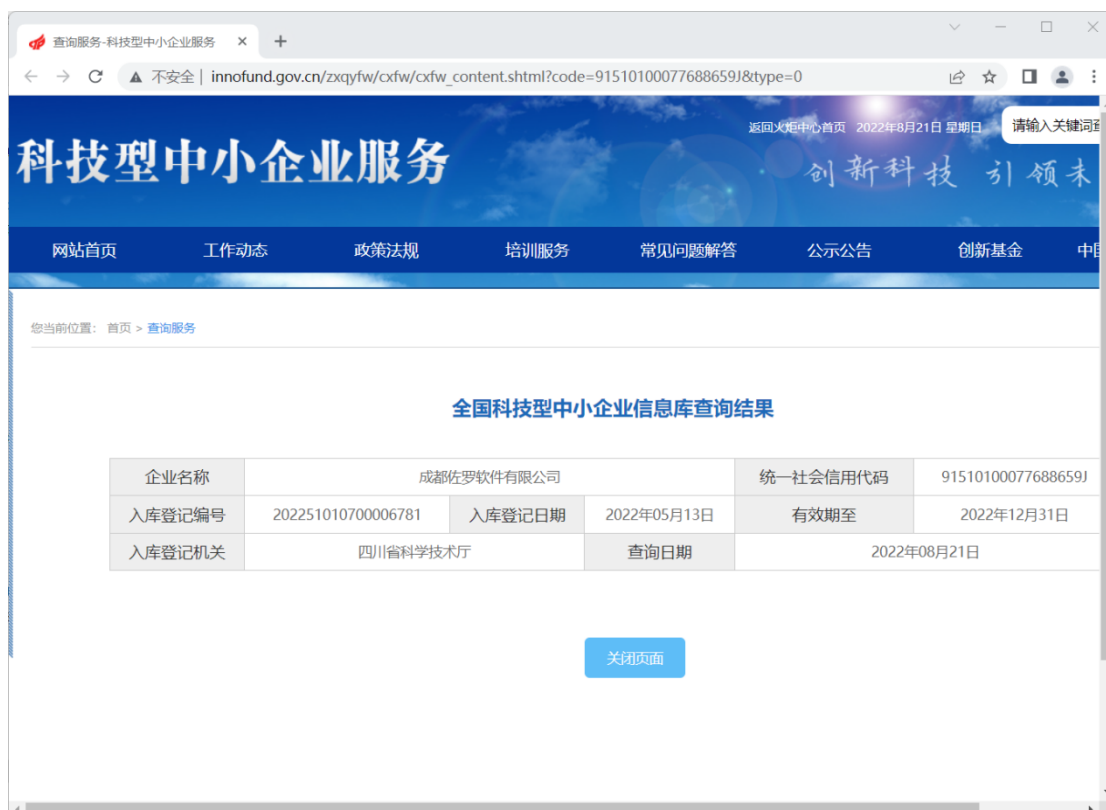 查询服务-科技型中小企业服务
不安全 | innofund.gov.cn/zxqyfw/cxfw/cxfw_content.shtml?code=91510100077688659J&type=0
返回火炬中心首页 2022年8月21日 星期日 请输入关键词查
科技型中小企业服务
创新科技 引领未
网站首页 工作动态 政策法规 培训服务 常见问题解答 公示公告 创新基金 中国
您当前位置： 首页 > 查询服务
全国科技型中小企业信息库查询结果
企业名称 成都佐罗软件有限公司 统一社会信用代码 91510100077688659J
入库登记编号 202251010700006781 入库登记日期 2022年05月13日 有效期至 2022年12月31日
入库登记机关 四川省科学技术厅 查询日期 2022年08月21日
关闭页面